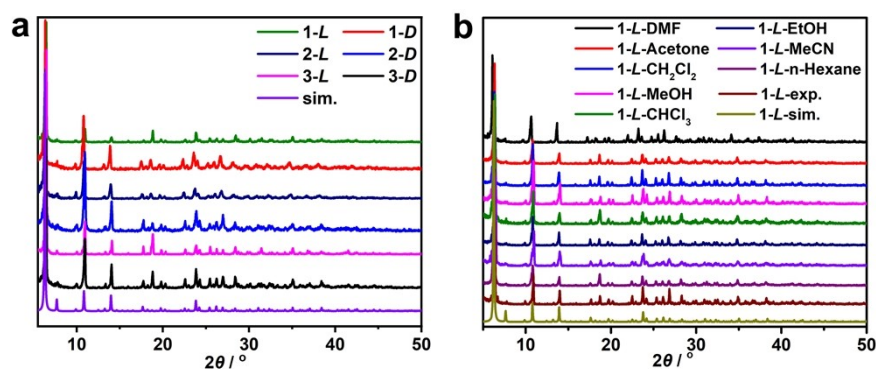 a
1-L 1-D
2-L 2-D
3-L 3-D
sim.
10 20 30 40 50
2θ / °
b
1-L-DMF 1-L-EtOH
1-L-Acetone 1-L-MeCN
1-L-CH2Cl2 1-L-n-Hexane
1-L-MeOH 1-L-exp.
1-L-CHCl3 1-L-sim.
10 20 30 40 50
2θ / °